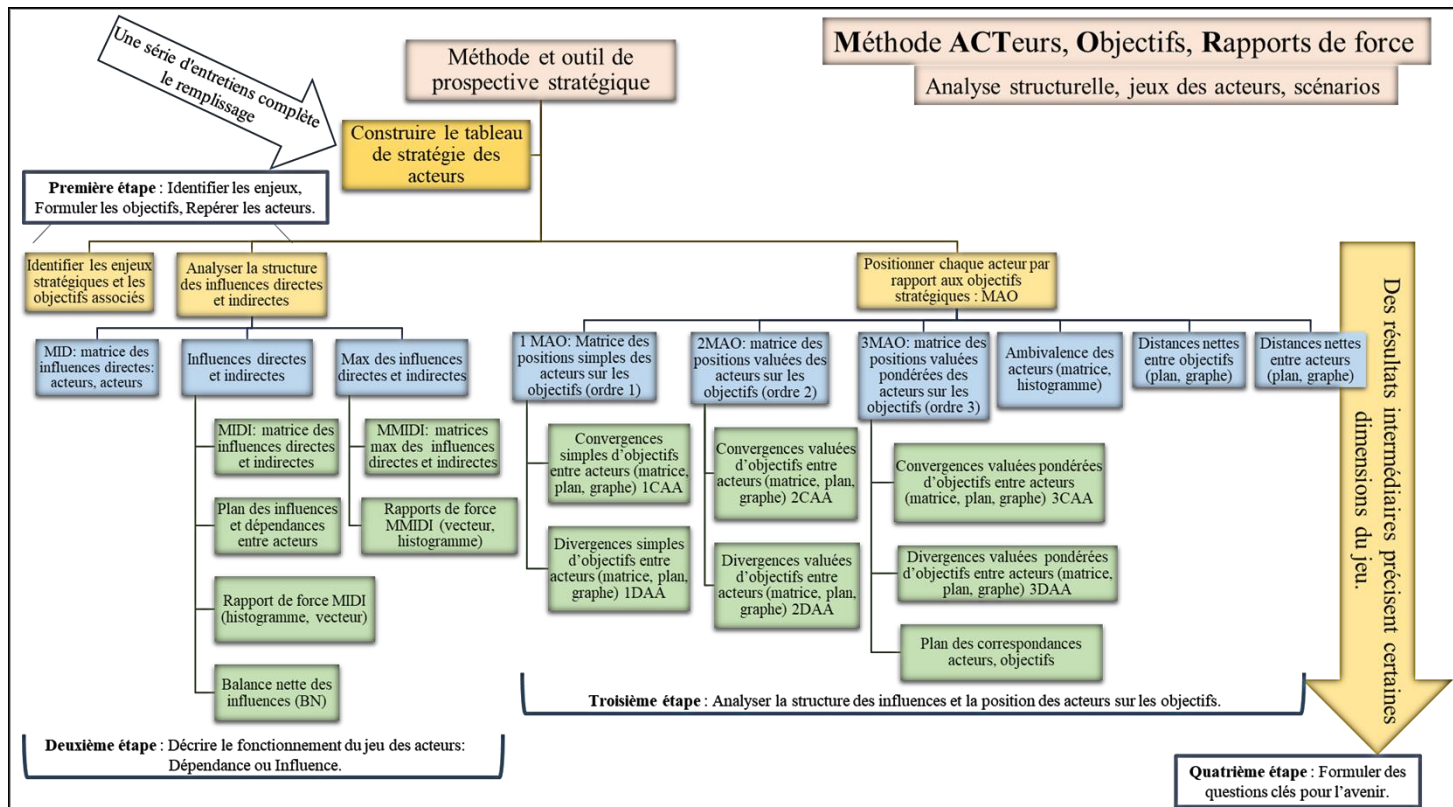 Méthode ACTeurs, Objectifs, Rapports de force
Analyse structurelle, jeux des acteurs, scénarios
Une série d'entretiens complète
le remplissage
Méthode et outil de
prospective stratégique
Construire le tableau
de stratégie des
acteurs
Première étape : Identifier les enjeux,
Formuler les objectifs, Repérer les acteurs.
Identifier les enjeux
stratégiques et les
objectifs associés
Analyser la structure
des influences directes
et indirectes
Positionner chaque acteur par
rapport aux objectifs
stratégiques : MAO
MID: matrice des
influences directes:
acteurs, acteurs
Influences directes
et indirectes
Max des influences
directes et indirectes
1 MAO: Matrice des
positions simples des
acteurs sur les
objectifs (ordre 1)
2MAO: matrice des
positions valuées des
acteurs sur les
objectifs (ordre 2)
3MAO: matrice des
positions valuées
pondérées des
acteurs sur les
objectifs (ordre 3)
Ambivalence des
acteurs (matrice,
histogramme)
Distances nettes
entre objectifs
(plan, graphe)
Distances nettes
entre acteurs
(plan, graphe)
MIDI: matrice des
influences directes
et indirectes
Plan des influences
et dépendances
entre acteurs
Rapport de force MIDI
(histogramme, vecteur)
Balance nette des
influences (BN)
MMIDI: matrices
max des influences
directes et indirectes
Rapports de force
MMIDI (vecteur,
histogramme)
Convergences
simples d’objectifs
entre acteurs (matrice,
plan, graphe) 1CAA
Divergences simples
d’objectifs entre
acteurs (matrice, plan,
graphe) 1DAA
Convergences valuées
d’objectifs entre
acteurs (matrice, plan,
graphe) 2CAA
Divergences valuées
d’objectifs entre
acteurs (matrice, plan,
graphe) 2DAA
Convergences valuées pondérées
d’objectifs entre acteurs
(matrice, plan, graphe) 3CAA
Divergences valuées pondérées
d’objectifs entre acteurs (matrice,
plan, graphe) 3DAA
Plan des correspondances
acteurs, objectifs
Des résultats intermédiaires précisent certaines
dimensions du jeu.
Troisième étape : Analyser la structure des influences et la position des acteurs sur les objectifs.
Deuxième étape : Décrire le fonctionnement du jeu des acteurs:
Dépendance ou Influence.
Quatrième étape : Formuler des
questions clés pour l’avenir.